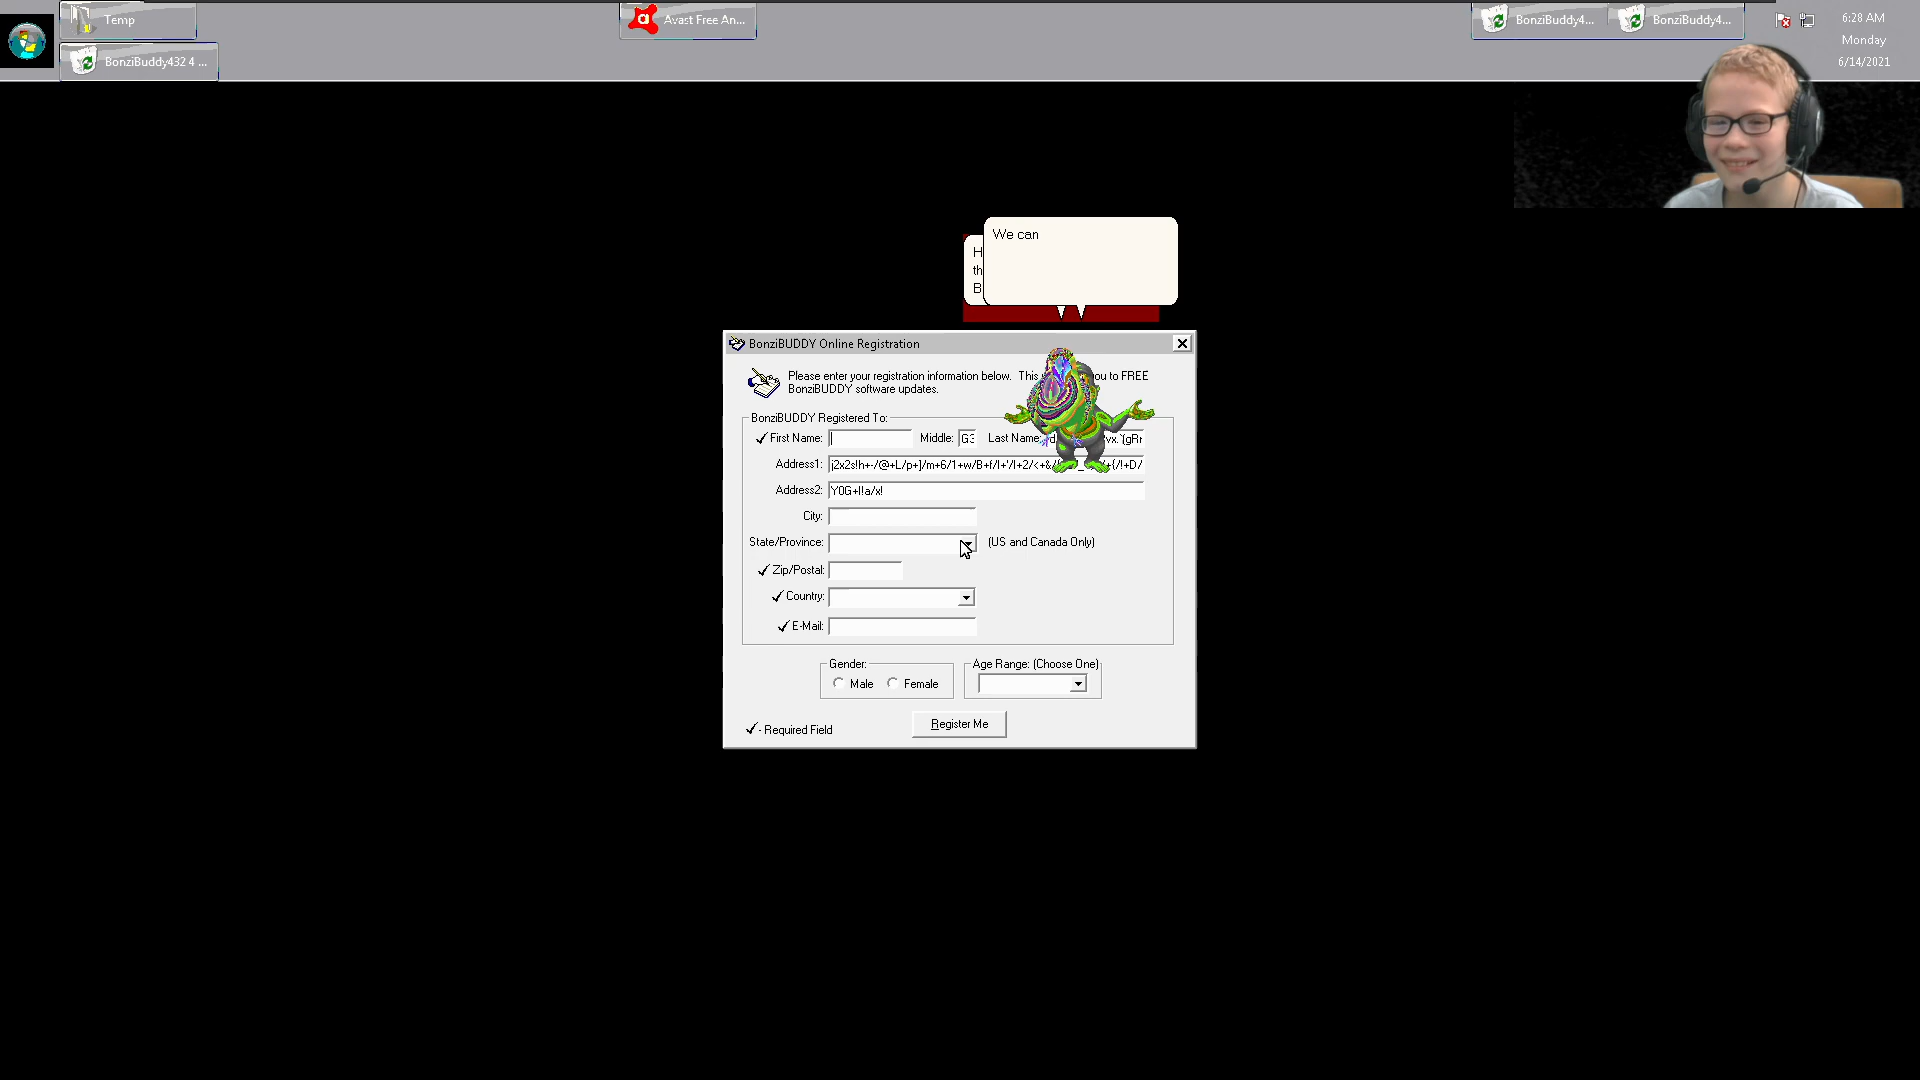 Temp
Avast Free An...
BonziBuddy4...
BonziBuddy4...
6:28 AM
Monday
6/14/2021
BonziBuddy432 4 ...
We can
H
th
B
BonziBUDDY Online Registration
Please enter your registration information below. This you to FREE
BonziBUDDY software updates.
BonziBUDDY Registered To:
First Name:
Middle: G3
Last Name:
Address1:
Address2: Y0G+I!a/x!
City:
State/Province:
(US and Canada Only)
Zip/Postal:
Country:
E-Mail:
Gender:
Male
Female
Age Range: (Choose One)
- Required Field
Register Me